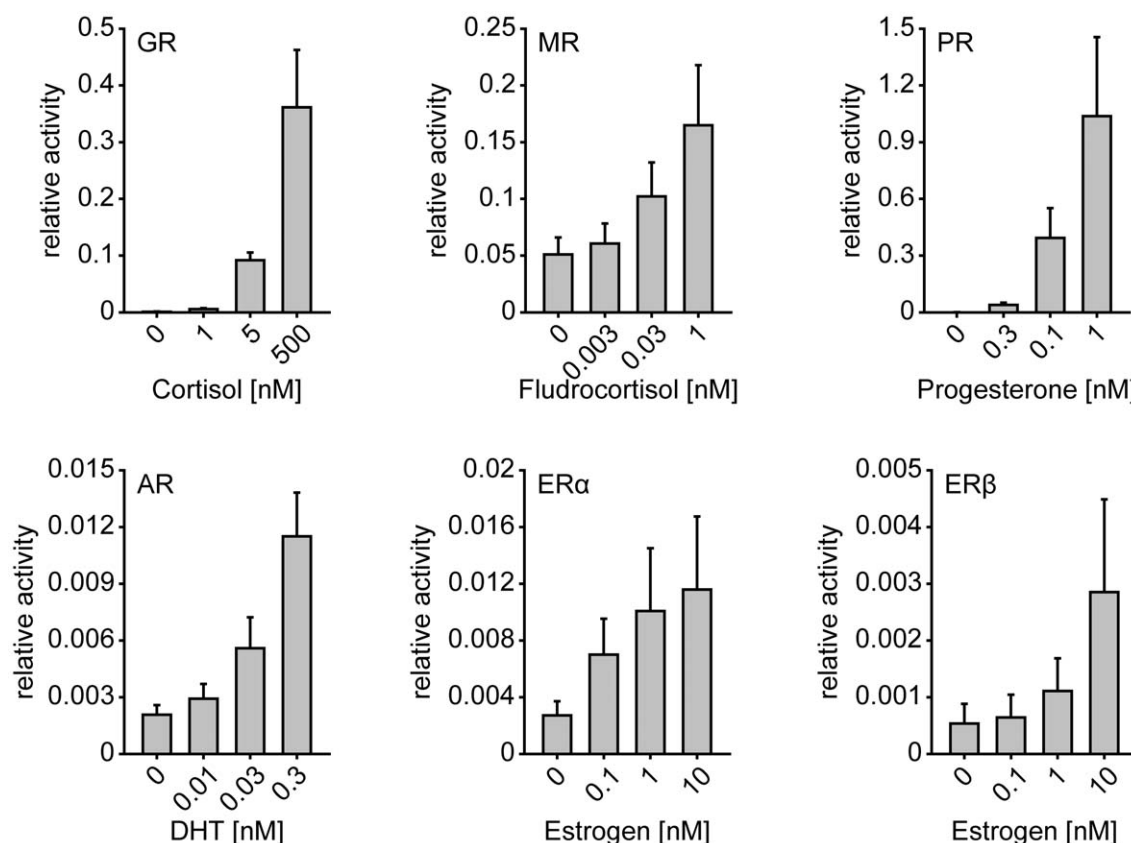 GR
relative activity
0.5
0.4
0.3
0.2
0.1
0
0 1 5 500
Cortisol [nM]
MR
relative activity
0.25
0.2
0.15
0.1
0.05
0
0 0.003 0.03 1
Fludrocortisol [nM]
PR
relative activity
1.5
1.2
0.9
0.6
0.3
0
0 0.3 0.1 1
Progesterone [nM]
AR
relative activity
0.015
0.012
0.009
0.006
0.003
0
0 0.01 0.03 0.3
DHT [nM]
ERα
relative activity
0.02
0.016
0.012
0.008
0.004
0
0 0.1 1 10
Estrogen [nM]
ERβ
relative activity
0.005
0.004
0.003
0.002
0.001
0
0 0.1 1 10
Estrogen [nM]